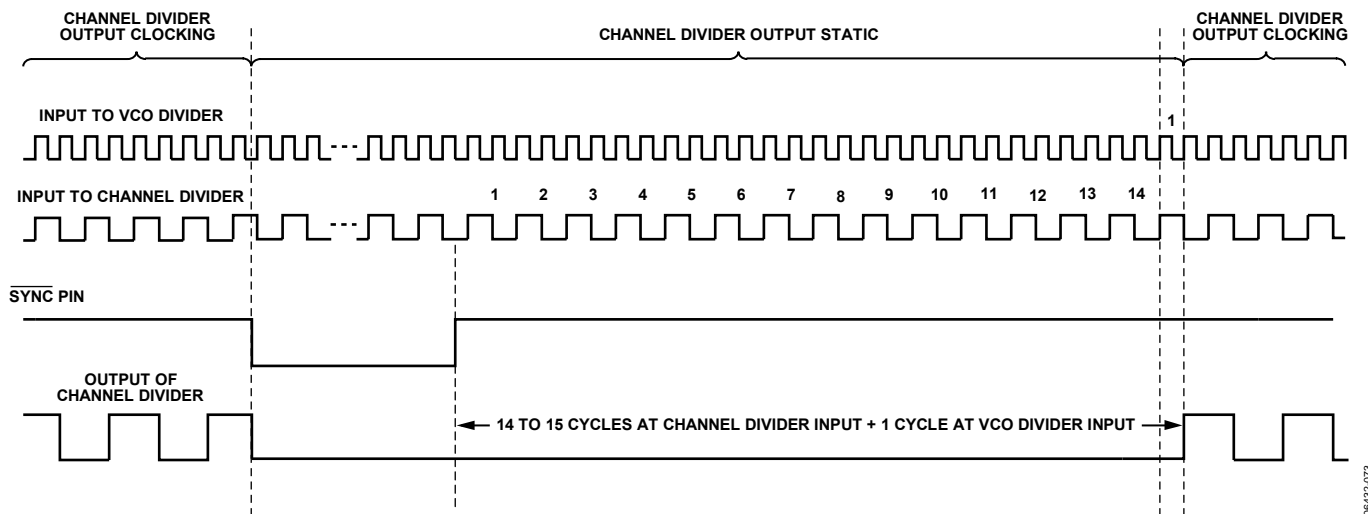 CHANNEL DIVIDER
OUTPUT CLOCKING
CHANNEL DIVIDER OUTPUT STATIC
CHANNEL DIVIDER
OUTPUT CLOCKING
INPUT TO VCO DIVIDER
1
INPUT TO CHANNEL DIVIDER
1 2 3 4 5 6 7 8 9 10 11 12 13 14
SYNC PIN
OUTPUT OF
CHANNEL DIVIDER
14 TO 15 CYCLES AT CHANNEL DIVIDER INPUT + 1 CYCLE AT VCO DIVIDER INPUT
06432-073